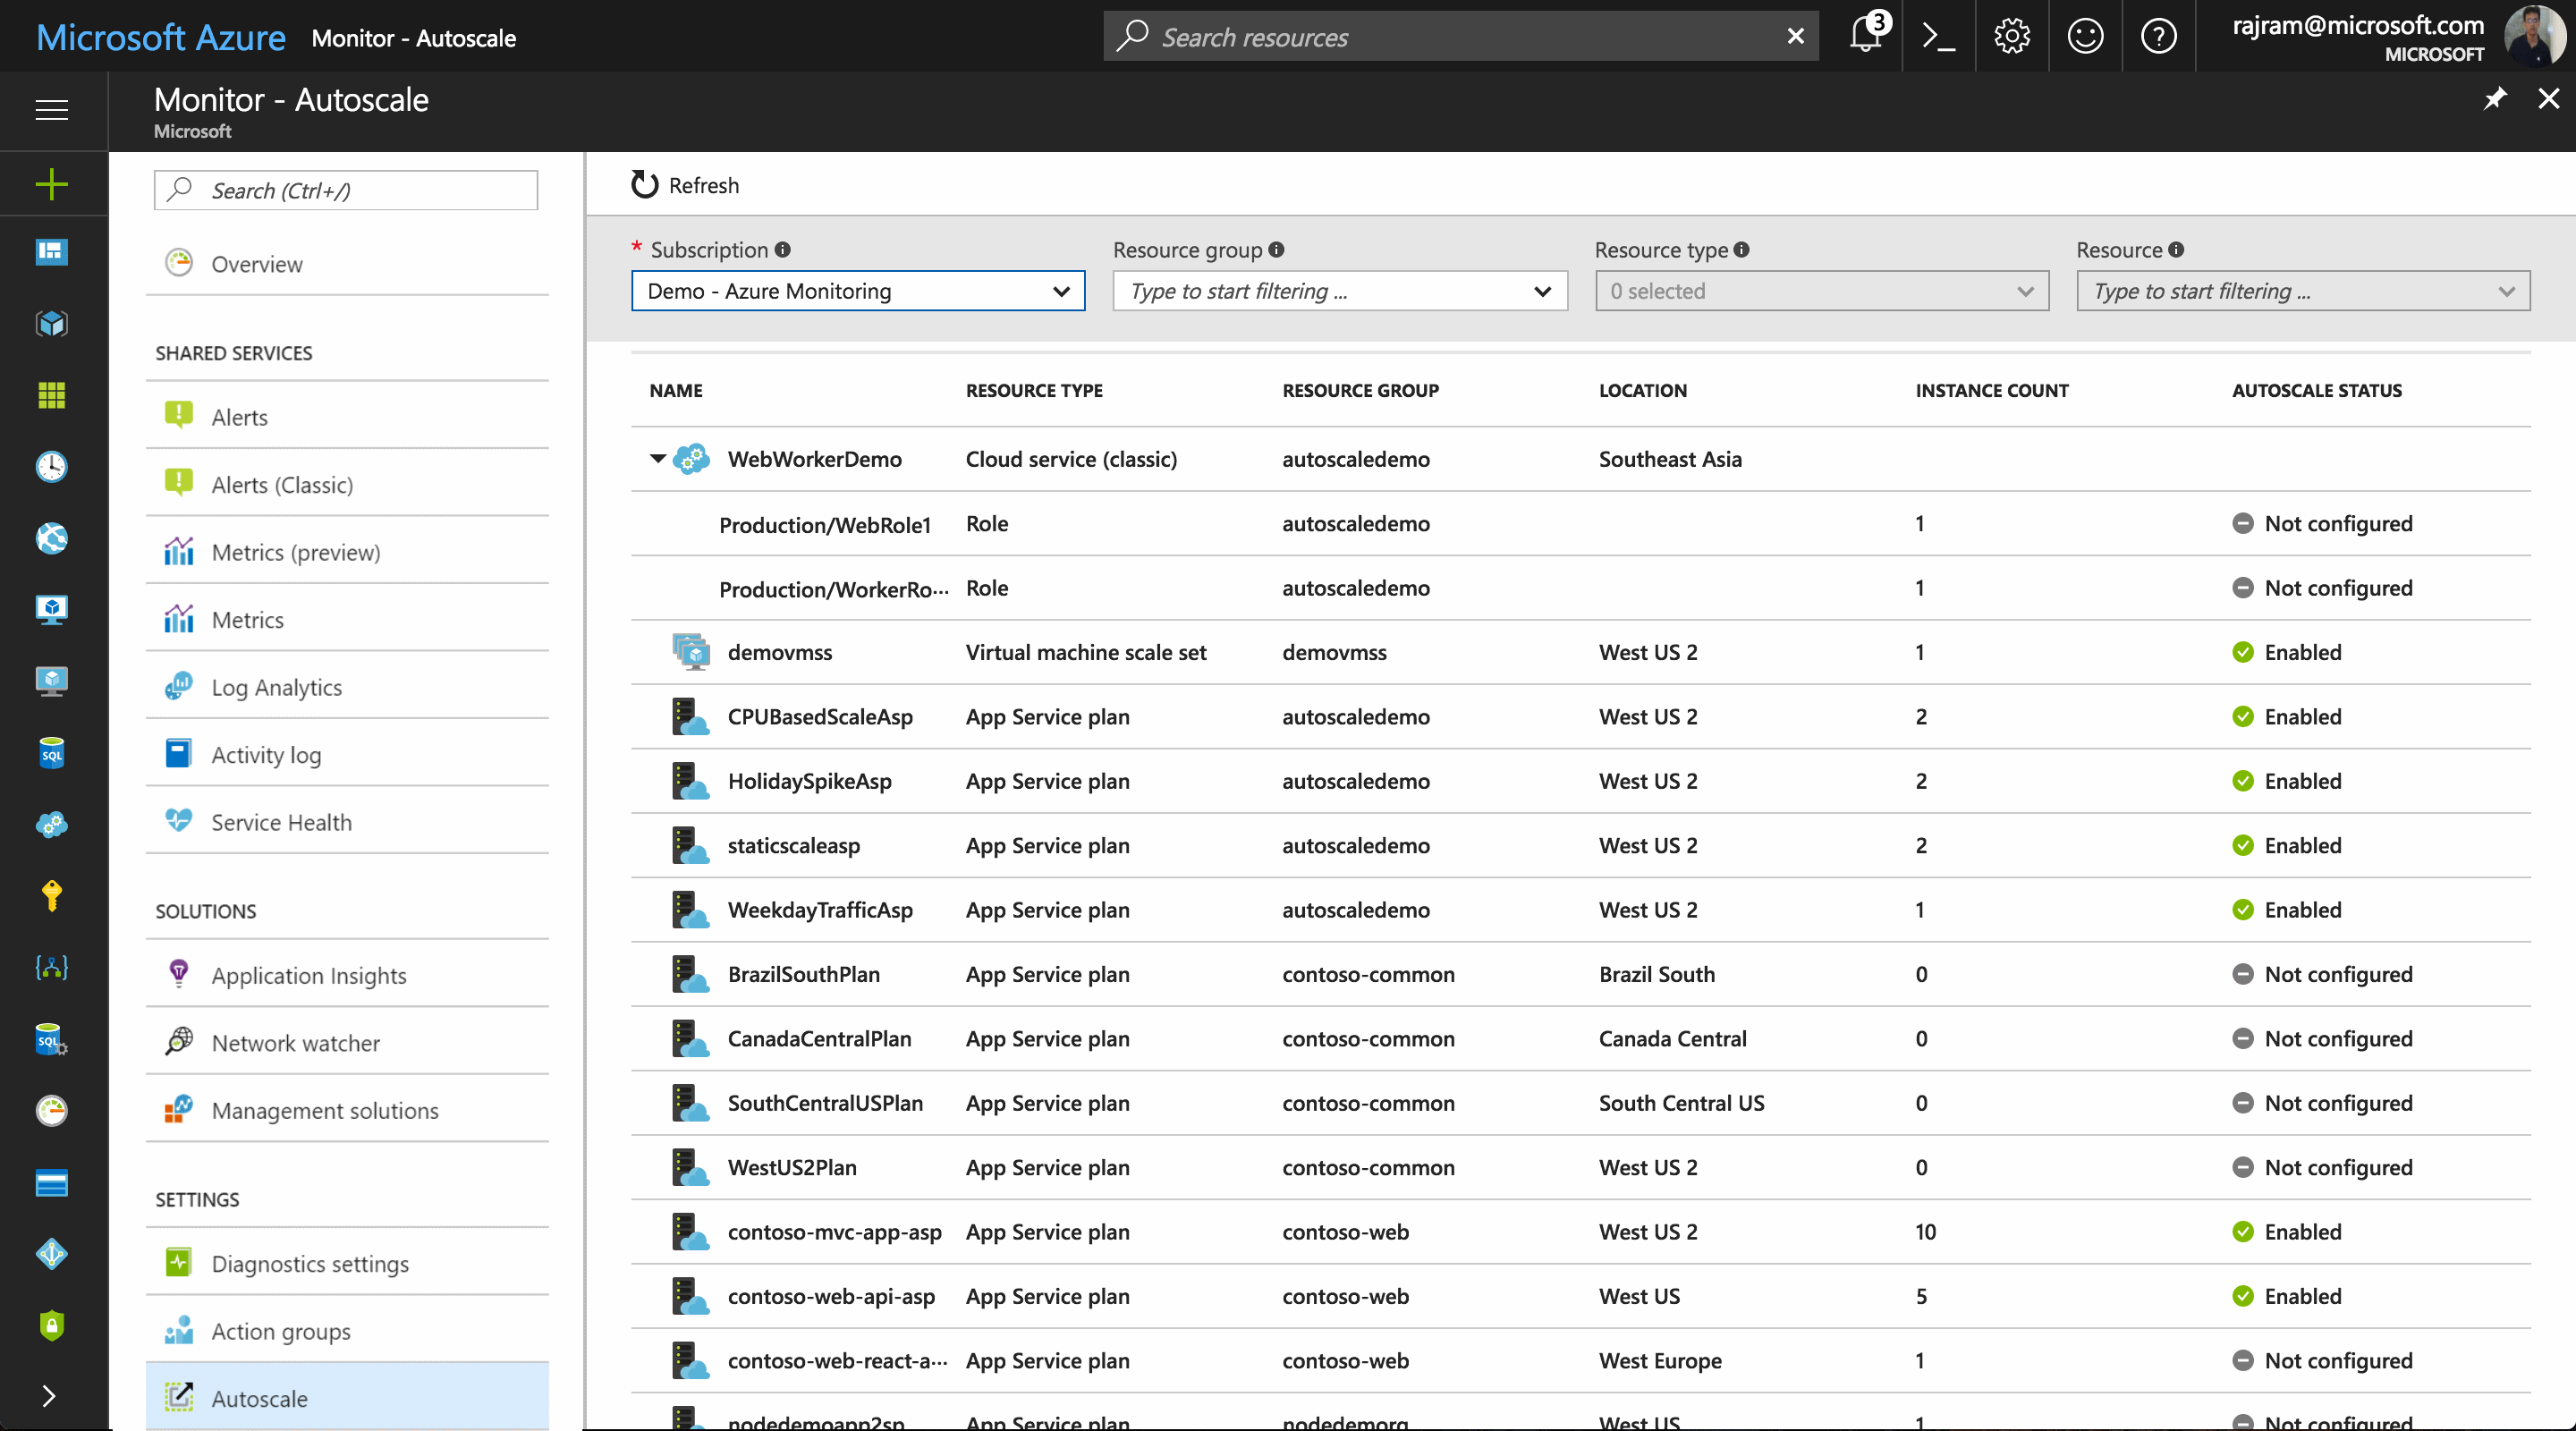 Microsoft Azure Monitor - Autoscale Search resources 3 rajram@microsoft.com
MICROSOFT
Monitor - Autoscale
Microsoft
Search (Ctrl+/)
Overview
SHARED SERVICES
Alerts
Alerts (Classic)
Metrics (preview)
Metrics
Log Analytics
Activity log
Service Health
SOLUTIONS
Application Insights
Network watcher
Management solutions
SETTINGS
Diagnostics settings
Action groups
Autoscale
Refresh
* Subscription Resource group Resource type Resource
Demo - Azure Monitoring Type to start filtering ... 0 selected Type to start filtering ...
NAME RESOURCE TYPE RESOURCE GROUP LOCATION INSTANCE COUNT AUTOSCALE STATUS
WebWorkerDemo Cloud service (classic) autoscaledemo Southeast Asia
Production/WebRole1 Role autoscaledemo 1 Not configured
Production/WorkerRo... Role autoscaledemo 1 Not configured
demovmss Virtual machine scale set demovmss West US 2 1 Enabled
CPUBasedScaleAsp App Service plan autoscaledemo West US 2 2 Enabled
HolidaySpikeAsp App Service plan autoscaledemo West US 2 2 Enabled
staticscaleasp App Service plan autoscaledemo West US 2 2 Enabled
WeekdayTrafficAsp App Service plan autoscaledemo West US 2 1 Enabled
BrazilSouthPlan App Service plan contoso-common Brazil South 0 Not configured
CanadaCentralPlan App Service plan contoso-common Canada Central 0 Not configured
SouthCentralUSPlan App Service plan contoso-common South Central US 0 Not configured
WestUS2Plan App Service plan contoso-common West US 2 0 Not configured
contoso-mvc-app-asp App Service plan contoso-web West US 2 10 Enabled
contoso-web-api-asp App Service plan contoso-web West US 5 Enabled
contoso-web-react-a... App Service plan contoso-web West Europe 1 Not configured
nodedemoapp2sp App Service plan nodedemorg West US 1 Not configured